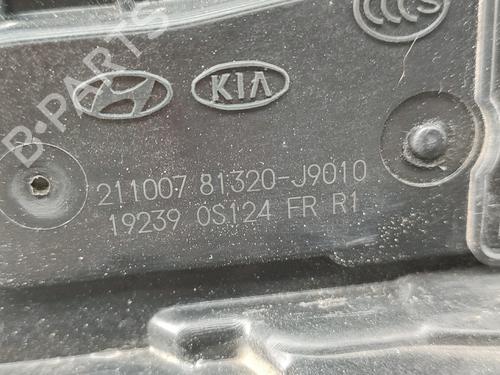 B-PARTS
CCC
KIA
211007 81320-J9010
19239 0S124 FR R1